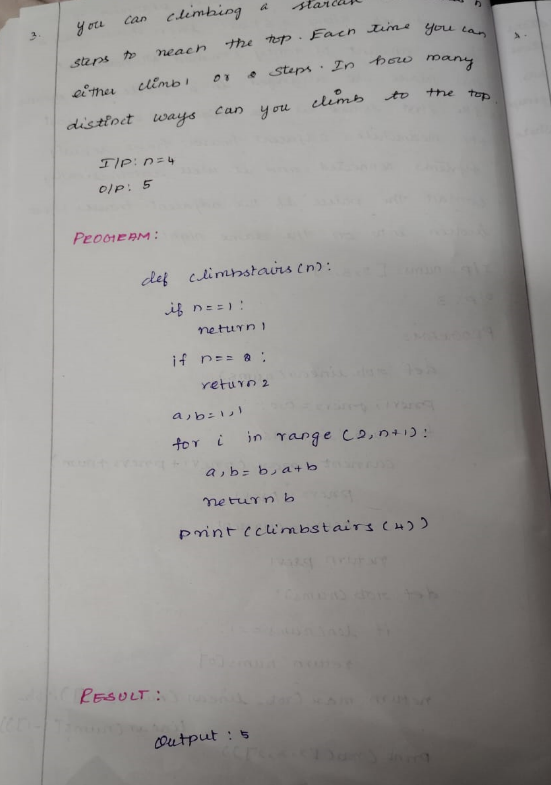 3. you can climbing a staircase n
steps to reach the top. Each time you can
either climb 1 or 2 steps. In how many
distinct ways can you climb to the top.
I/P: n=4
O/P: 5
PROGRAM:
def climbstairs(n):
if n==1:
return 1
if n==2:
return 2
a,b=1,1
for i in range (2,n+1):
a,b=b,a+b
return b
print (climbstairs (4))
RESULT:
Output: 5